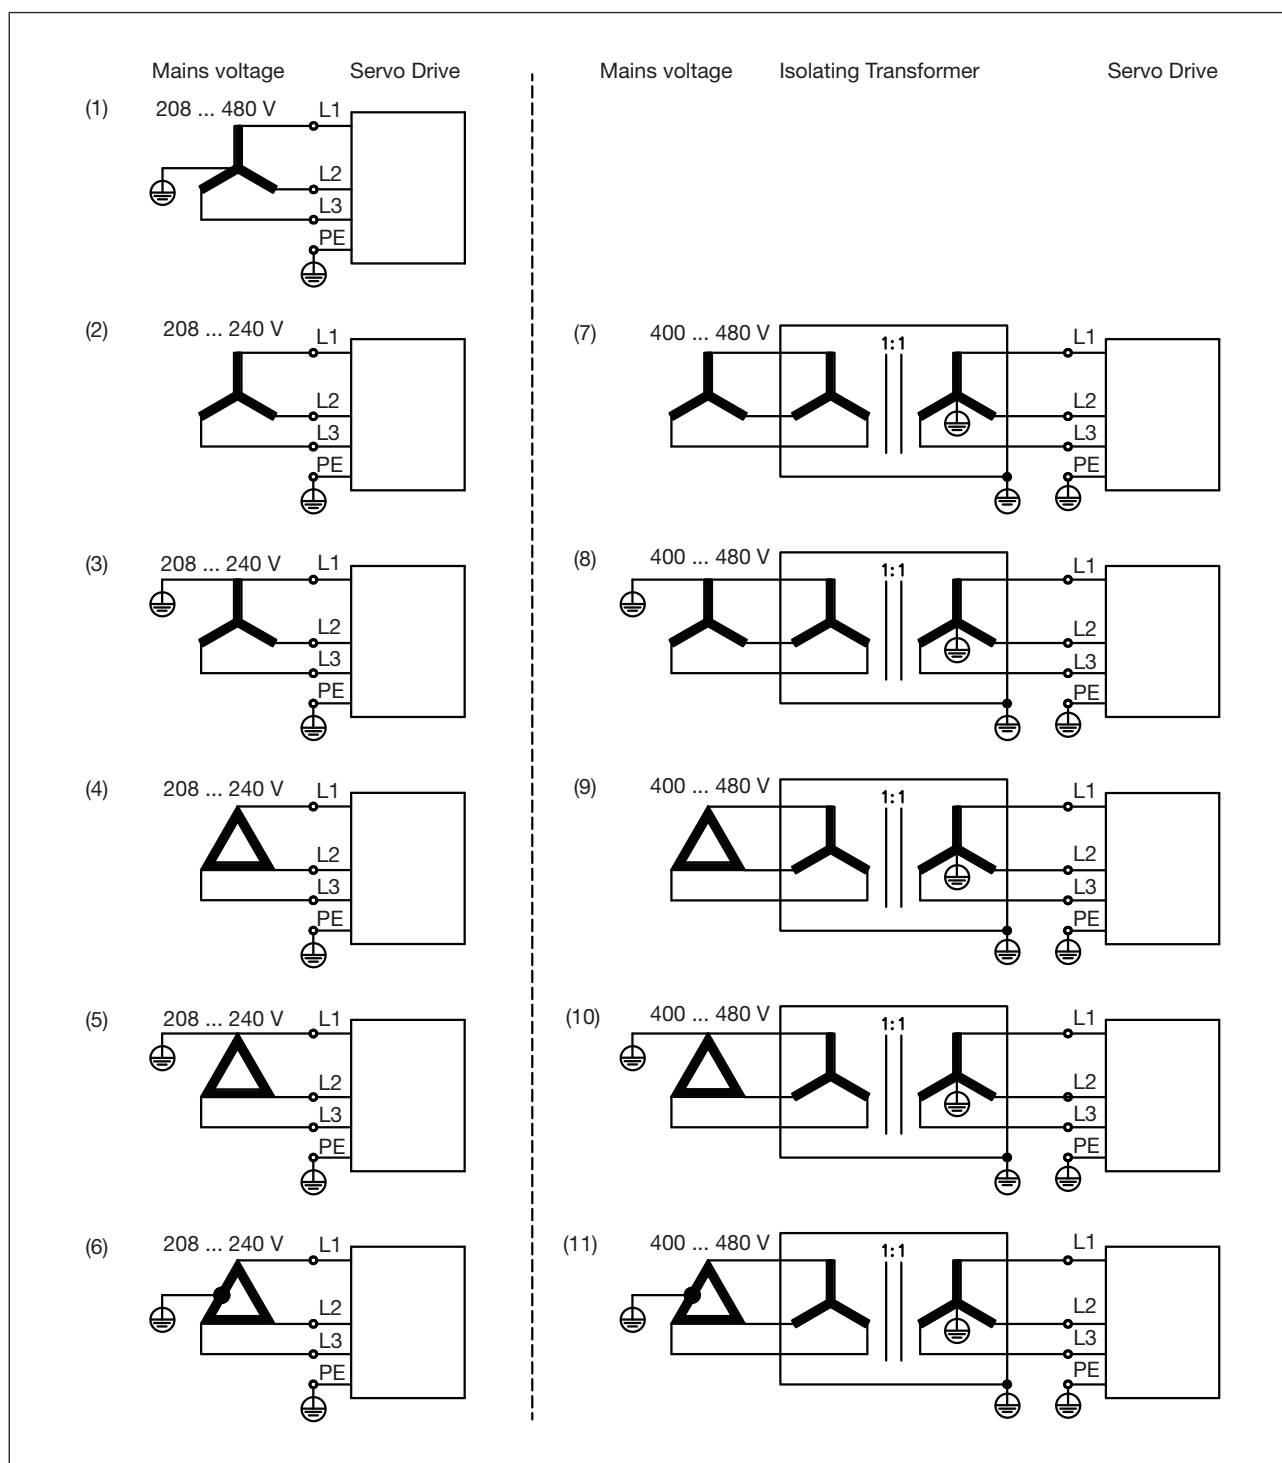 Mains voltage Servo Drive
(1) 208 ... 480 V L1
L2
L3
PE
(2) 208 ... 240 V L1
L2
L3
PE
(3) 208 ... 240 V L1
L2
L3
PE
(4) 208 ... 240 V L1
L2
L3
PE
(5) 208 ... 240 V L1
L2
L3
PE
(6) 208 ... 240 V L1
L2
L3
PE
Mains voltage Isolating Transformer Servo Drive
(7) 400 ... 480 V 1:1 L1
L2
L3
PE
(8) 400 ... 480 V 1:1 L1
L2
L3
PE
(9) 400 ... 480 V 1:1 L1
L2
L3
PE
(10) 400 ... 480 V 1:1 L1
L2
L3
PE
(11) 400 ... 480 V 1:1 L1
L2
L3
PE